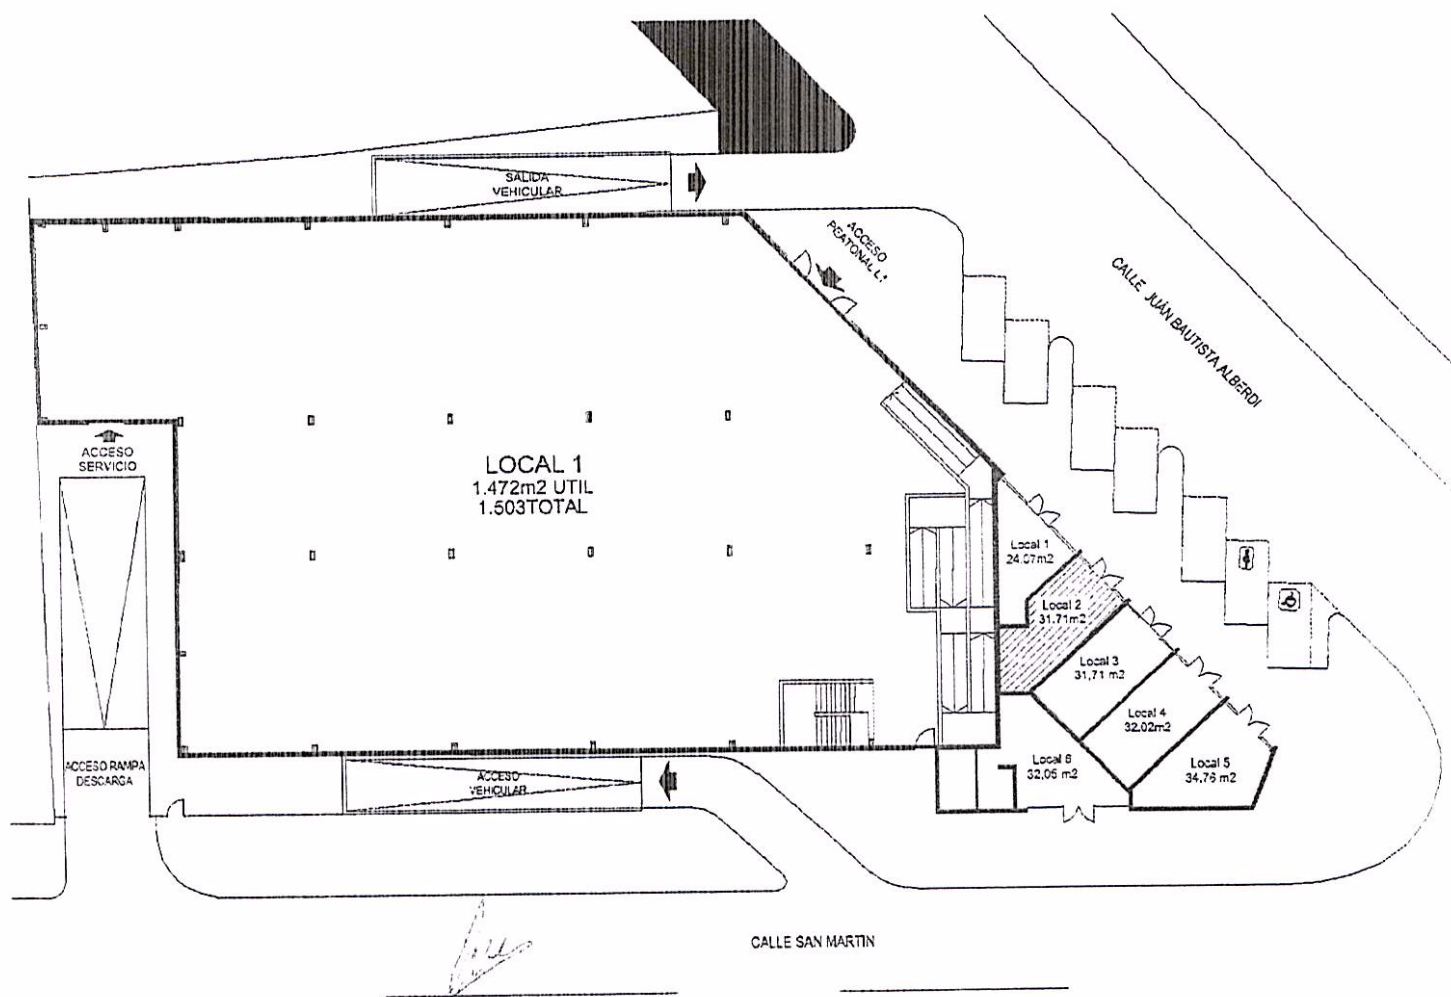 SALIDA
VEHICULAR
ACCESO
PEATONAL L1
CALLE JUÁN BAUTISTA ALBERDI
ACCESO
SERVICIO
LOCAL 1
1.472m2 UTIL
1.503TOTAL
Local 1
24.07m2
Local 2
31.71m2
Local 3
31,71 m2
Local 4
32.02m2
Local 5
34.76 m2
Local 6
32,05 m2
ACCESO RAMPA
DESCARGA
ACCESO
VEHICULAR
CALLE SAN MARTIN